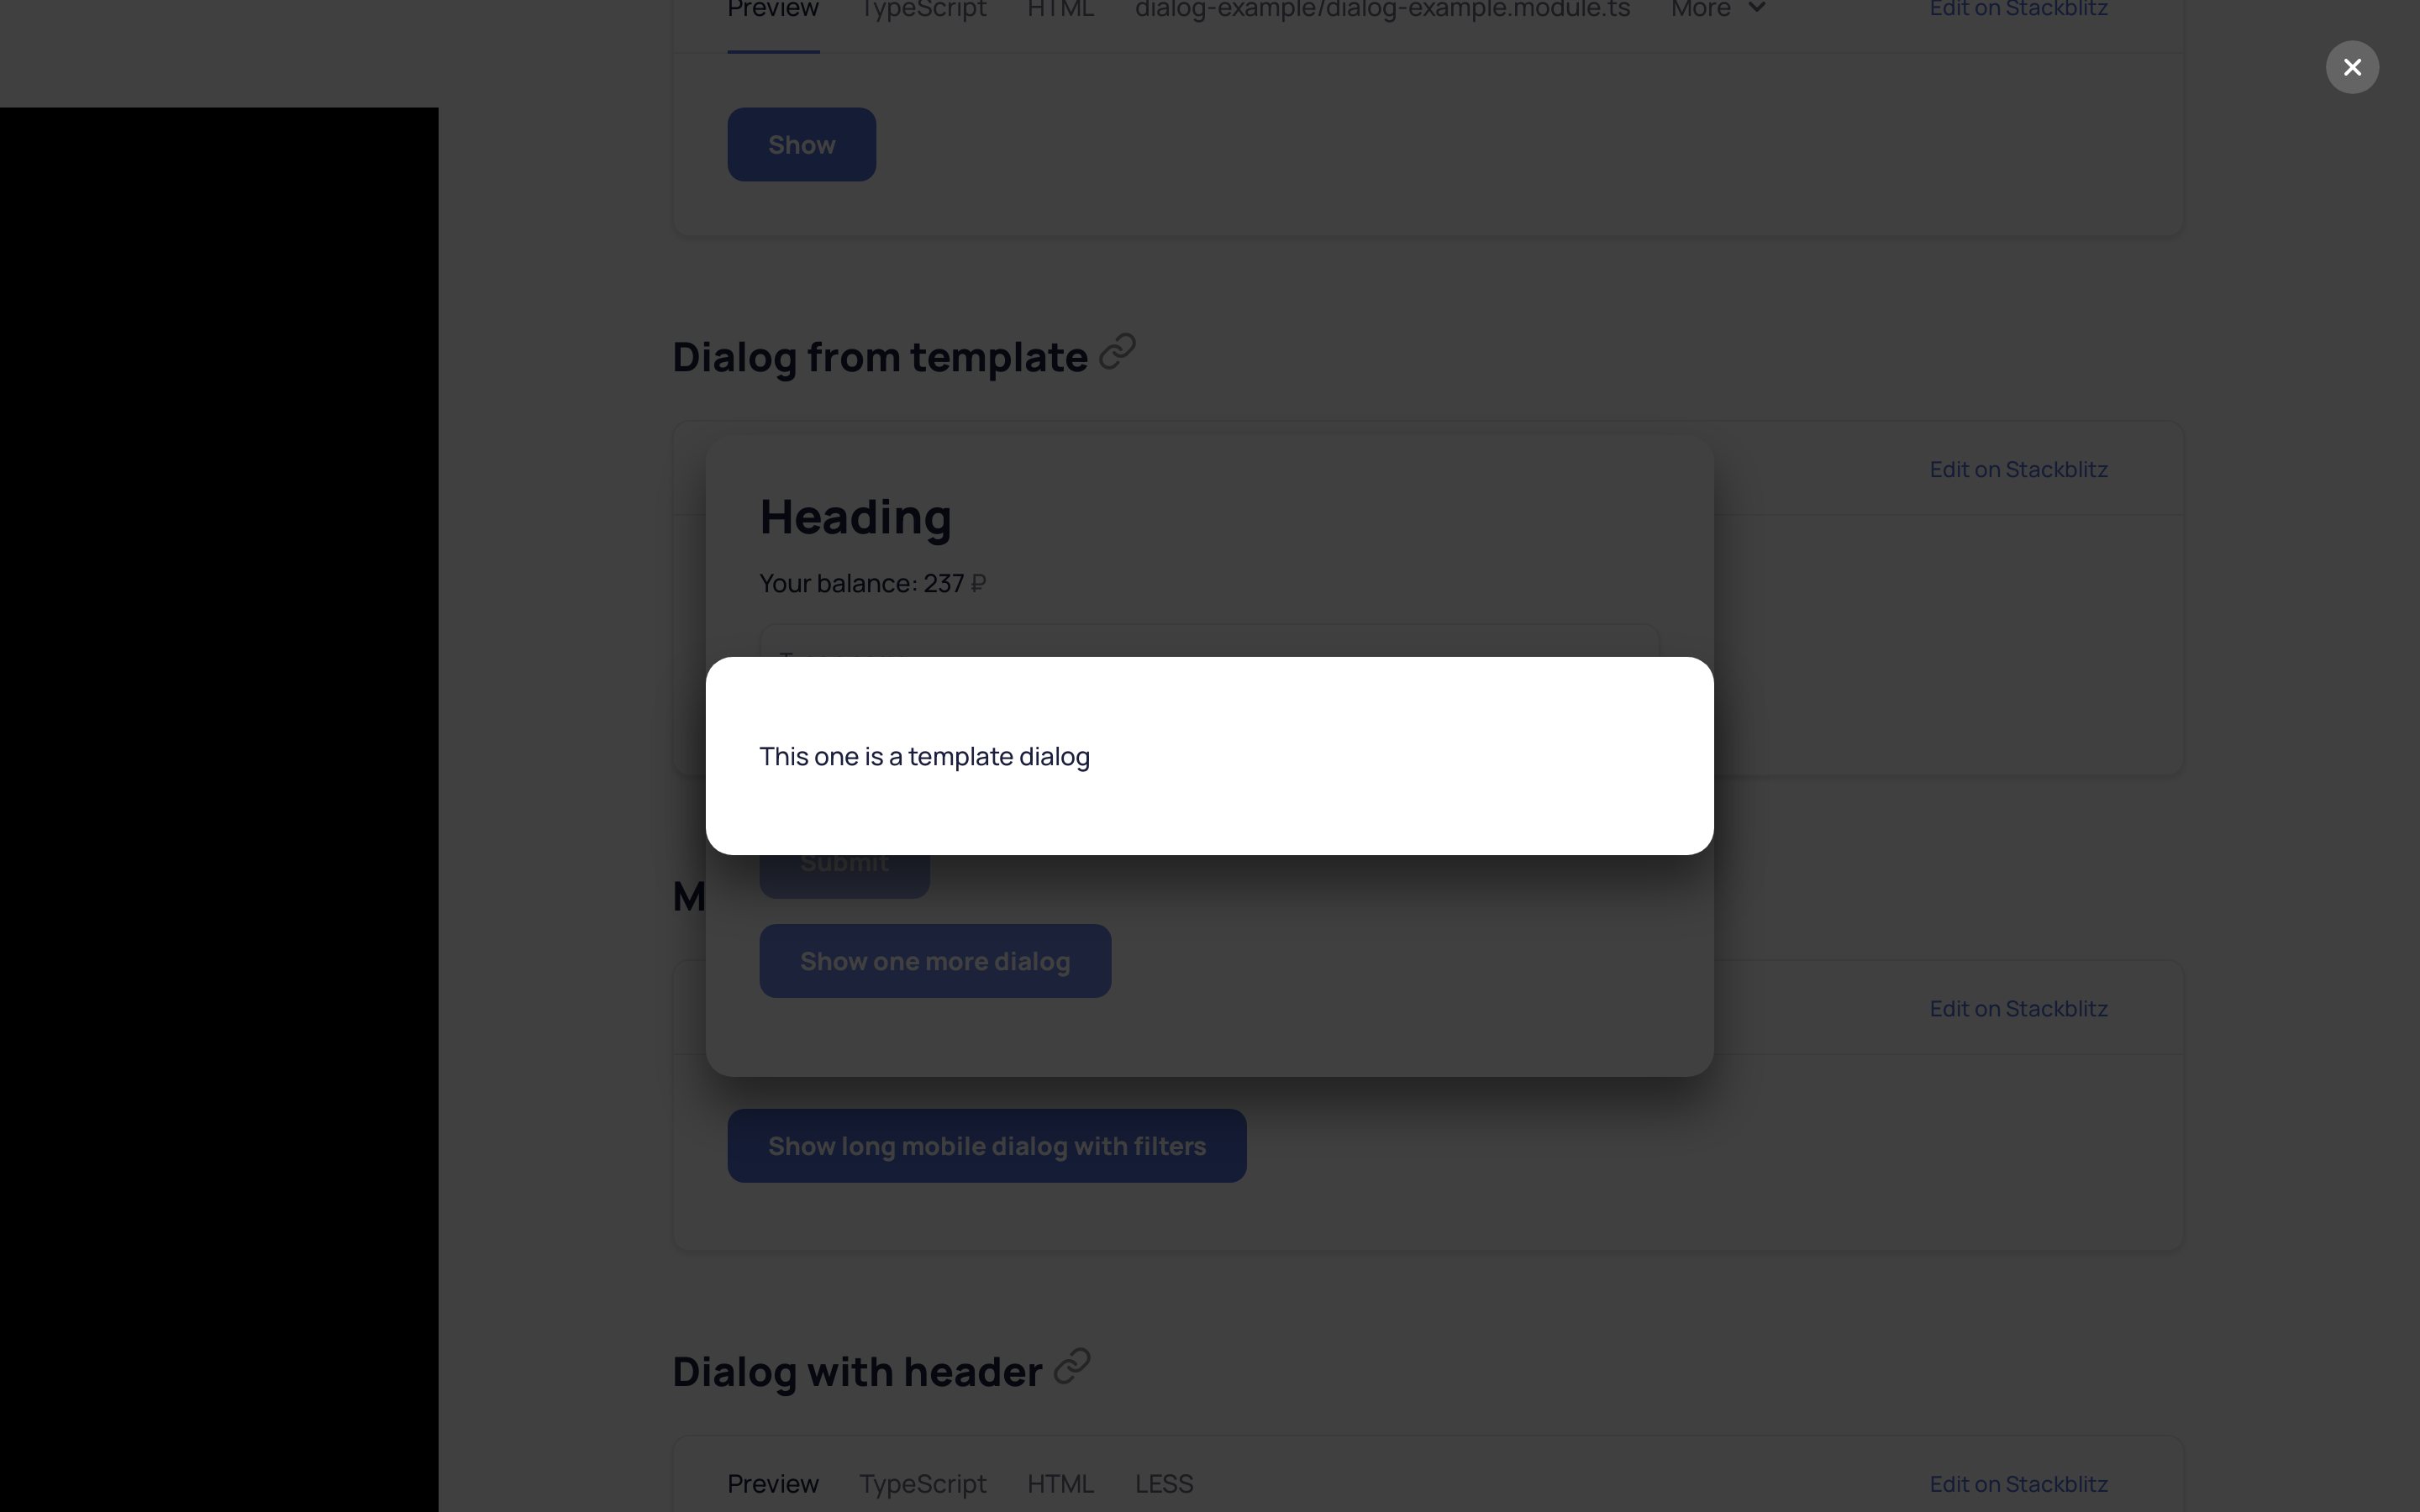 Preview TypeScript HTML dialog-example/dialog-example.module.ts More Edit on Stackblitz
Show
Dialog from template
Edit on Stackblitz
Heading
Your balance: 237 ₽
This one is a template dialog
Submit
M
Show one more dialog
Edit on Stackblitz
Show long mobile dialog with filters
Dialog with header
Preview TypeScript HTML LESS Edit on Stackblitz